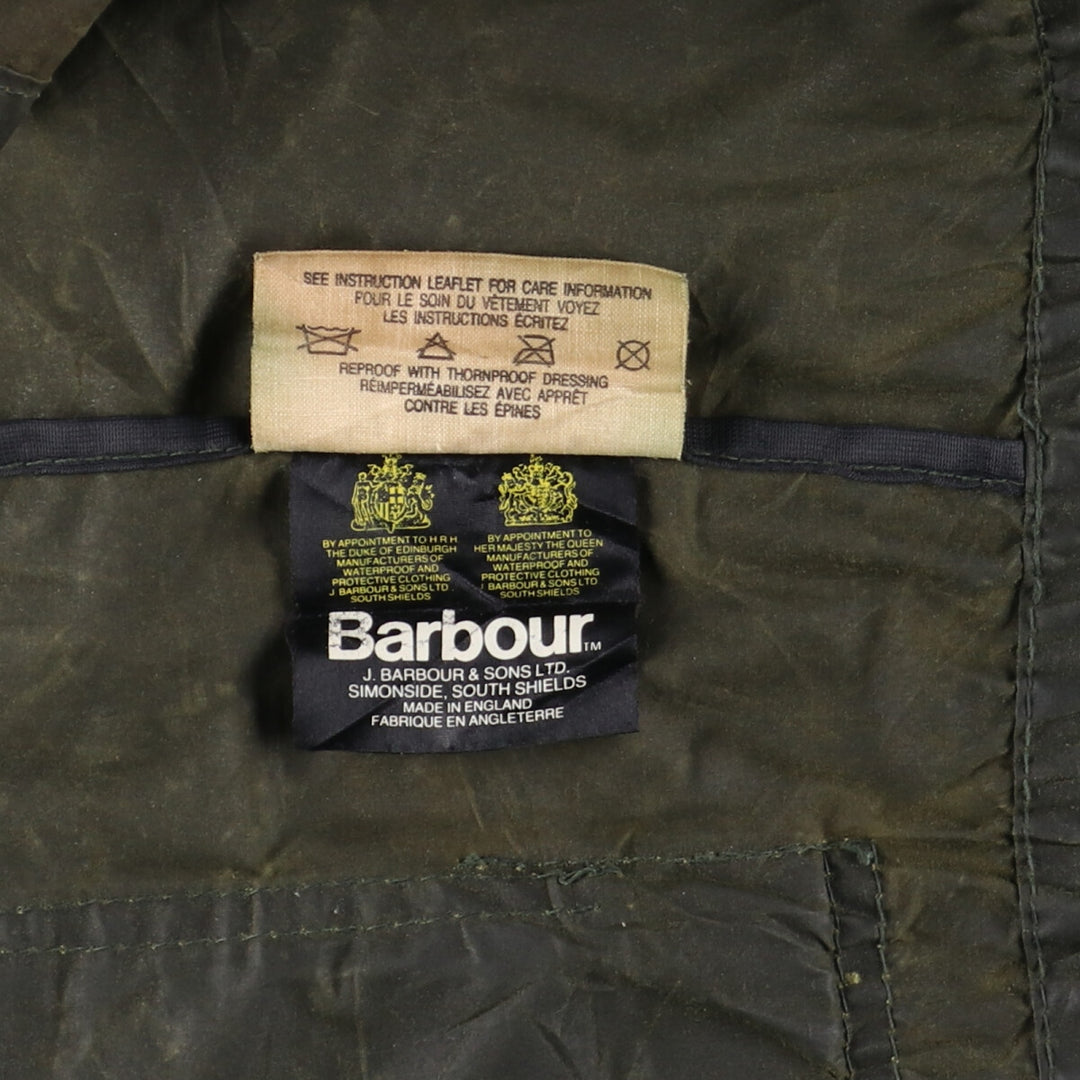 SEE INSTRUCTION LEAFLET FOR CARE INFORMATION
POUR LE SOIN DU VÊTEMENT VOYEZ
LES INSTRUCTIONS ÉCRITEZ
REPROOF WITH THORNPROOF DRESSING
RÉIMPERMÉABILISEZ AVEC APPRÊT
CONTRE LES ÉPINES
BY APPOINTMENT TO H R H
THE DUKE OF EDINBURGH
MANUFACTURERS OF
WATERPROOF AND
PROTECTIVE CLOTHING
J BARBOUR & SONS LTD
SOUTH SHIELDS
BY APPOINTMENT TO
HER MAJESTY THE QUEEN
MANUFACTURERS OF
WATERPROOF AND
PROTECTIVE CLOTHING
J BARBOUR & SONS LTD
SOUTH SHIELDS
Barbour™
J. BARBOUR & SONS LTD.
SIMONSIDE, SOUTH SHIELDS
MADE IN ENGLAND
FABRIQUE EN ANGLETERRE